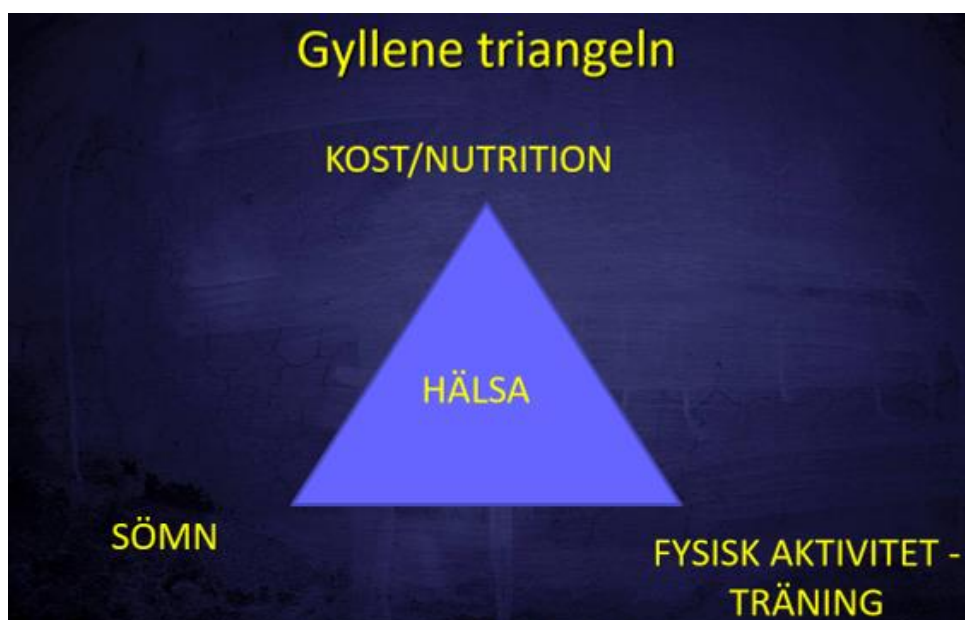 Gyllene triangeln
KOST/NUTRITION
HÄLSA
SÖMN
FYSISK AKTIVITET -
TRÄNING